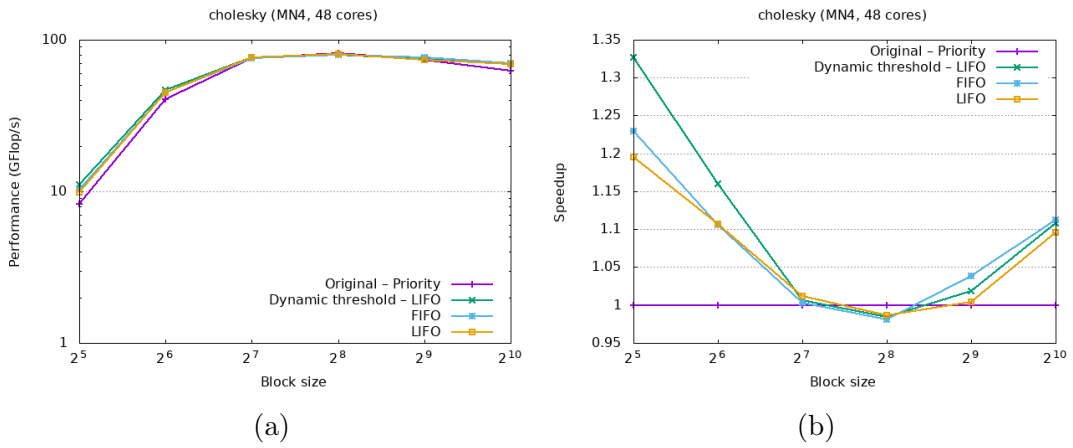 cholesky (MN4, 48 cores)
100
10
1
Performance (GFlop/s)
Original – Priority
Dynamic threshold – LIFO
FIFO
LIFO
2^5 2^6 2^7 2^8 2^9 2^10
Block size
(a)
cholesky (MN4, 48 cores)
1.35
1.3
1.25
1.2
1.15
1.1
1.05
1
0.95
Speedup
Original – Priority
Dynamic threshold – LIFO
FIFO
LIFO
2^5 2^6 2^7 2^8 2^9 2^10
Block size
(b)